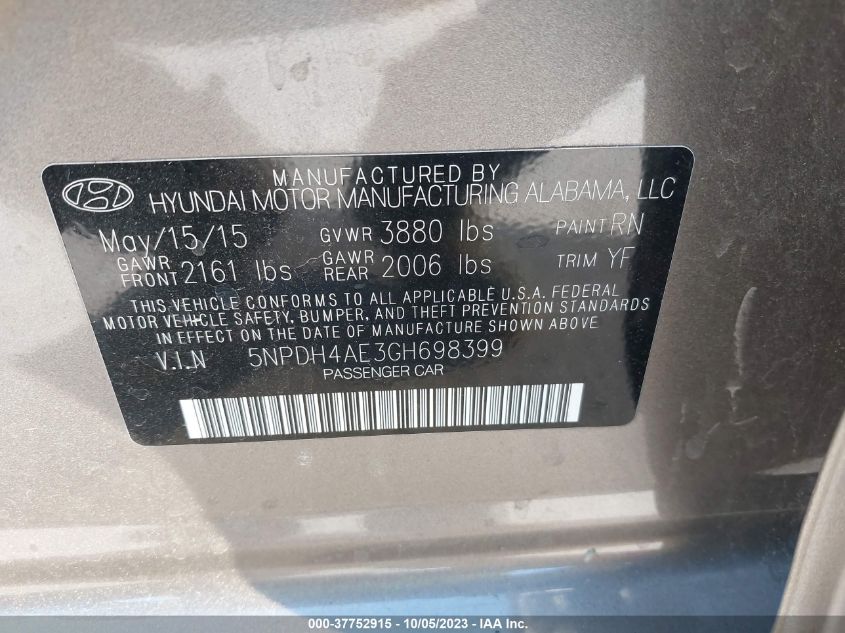 MANUFACTURED BY
HYUNDAI MOTOR MANUFACTURING ALABAMA, LLC
May/15/15 GVWR 3880 lbs PAINT RN
GAWR FRONT 2161 lbs GAWR REAR 2006 lbs TRIM YF
THIS VEHICLE CONFORMS TO ALL APPLICABLE U.S.A. FEDERAL
MOTOR VEHICLE SAFETY, BUMPER, AND THEFT PREVENTION STANDARDS
IN EFFECT ON THE DATE OF MANUFACTURE SHOWN ABOVE
V.I.N 5NPDH4AE3GH698399
PASSENGER CAR
000-37752915 - 10/05/2023 - IAA Inc.